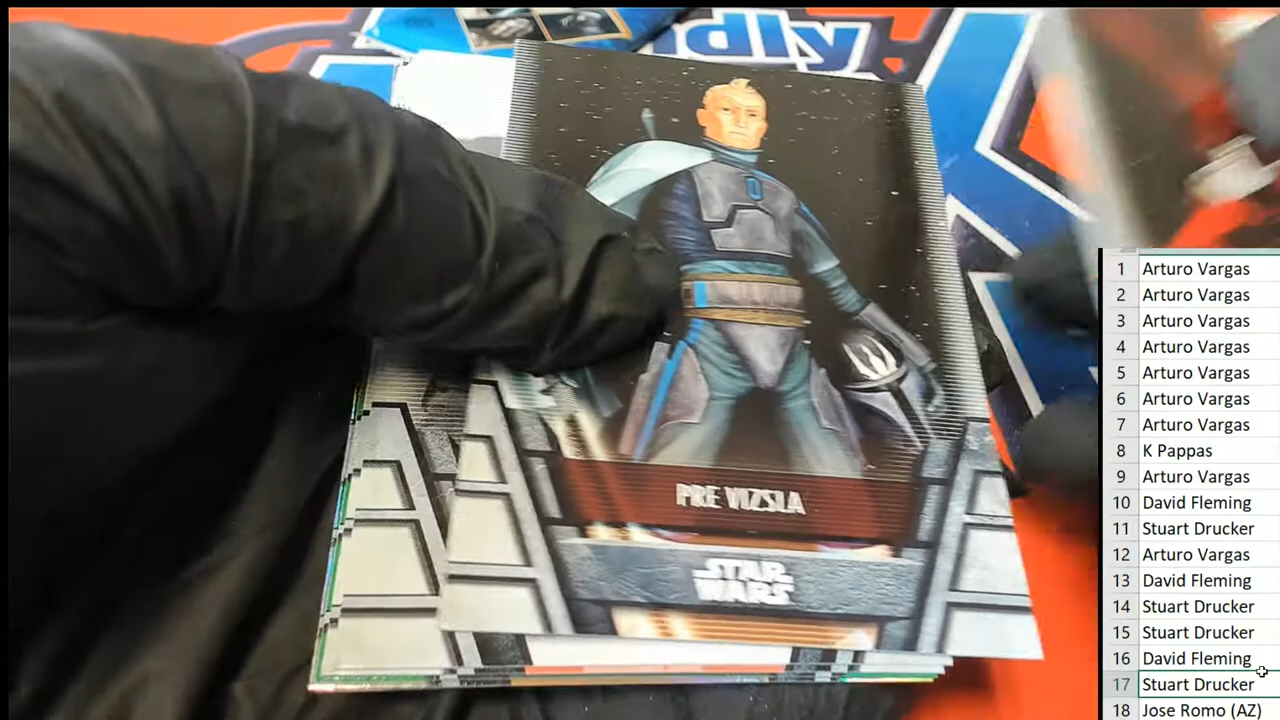 ndly
PRE VIZSLA
STAR
WARS
1 Arturo Vargas
2 Arturo Vargas
3 Arturo Vargas
4 Arturo Vargas
5 Arturo Vargas
6 Arturo Vargas
7 Arturo Vargas
8 K Pappas
9 Arturo Vargas
10 David Fleming
11 Stuart Drucker
12 Arturo Vargas
13 David Fleming
14 Stuart Drucker
15 Stuart Drucker
16 David Fleming
17 Stuart Drucker
18 Jose Romo (AZ)